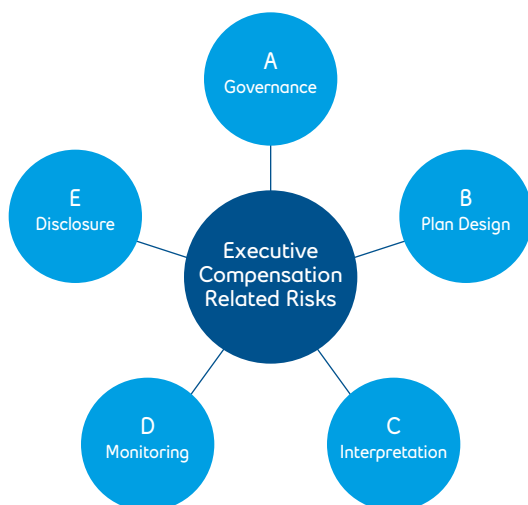 A
Governance
E
Disclosure
B
Plan Design
Executive
Compensation
Related Risks
D
Monitoring
C
Interpretation